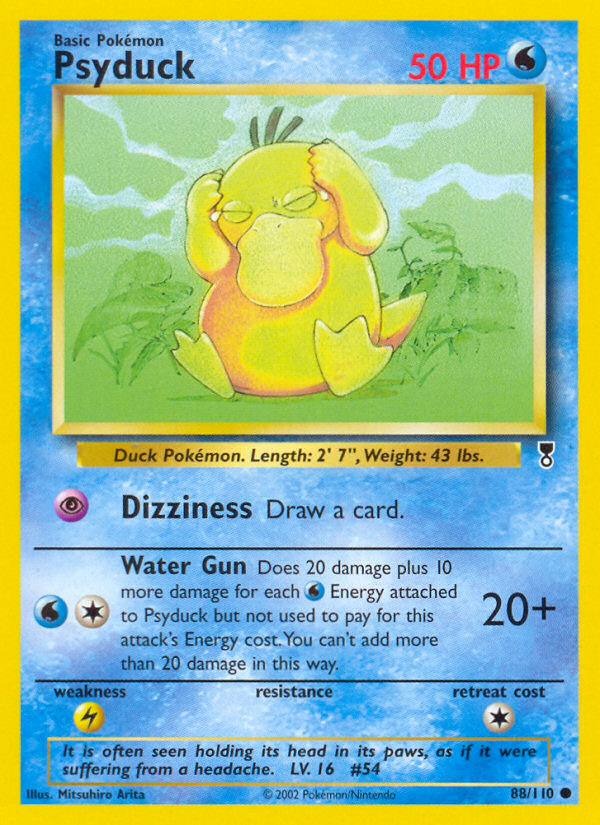 Basic Pokémon
Psyduck
50 HP
Duck Pokémon. Length: 2' 7", Weight: 43 lbs.
Dizziness Draw a card.
Water Gun Does 20 damage plus 10
more damage for each Energy attached
to Psyduck but not used to pay for this
attack's Energy cost. You can't add more
than 20 damage in this way.
20+
weakness resistance retreat cost
It is often seen holding its head in its paws, as if it were
suffering from a headache. LV. 16 #54
Illus. Mitsuhiro Arita © 2002 Pokémon/Nintendo 88/110